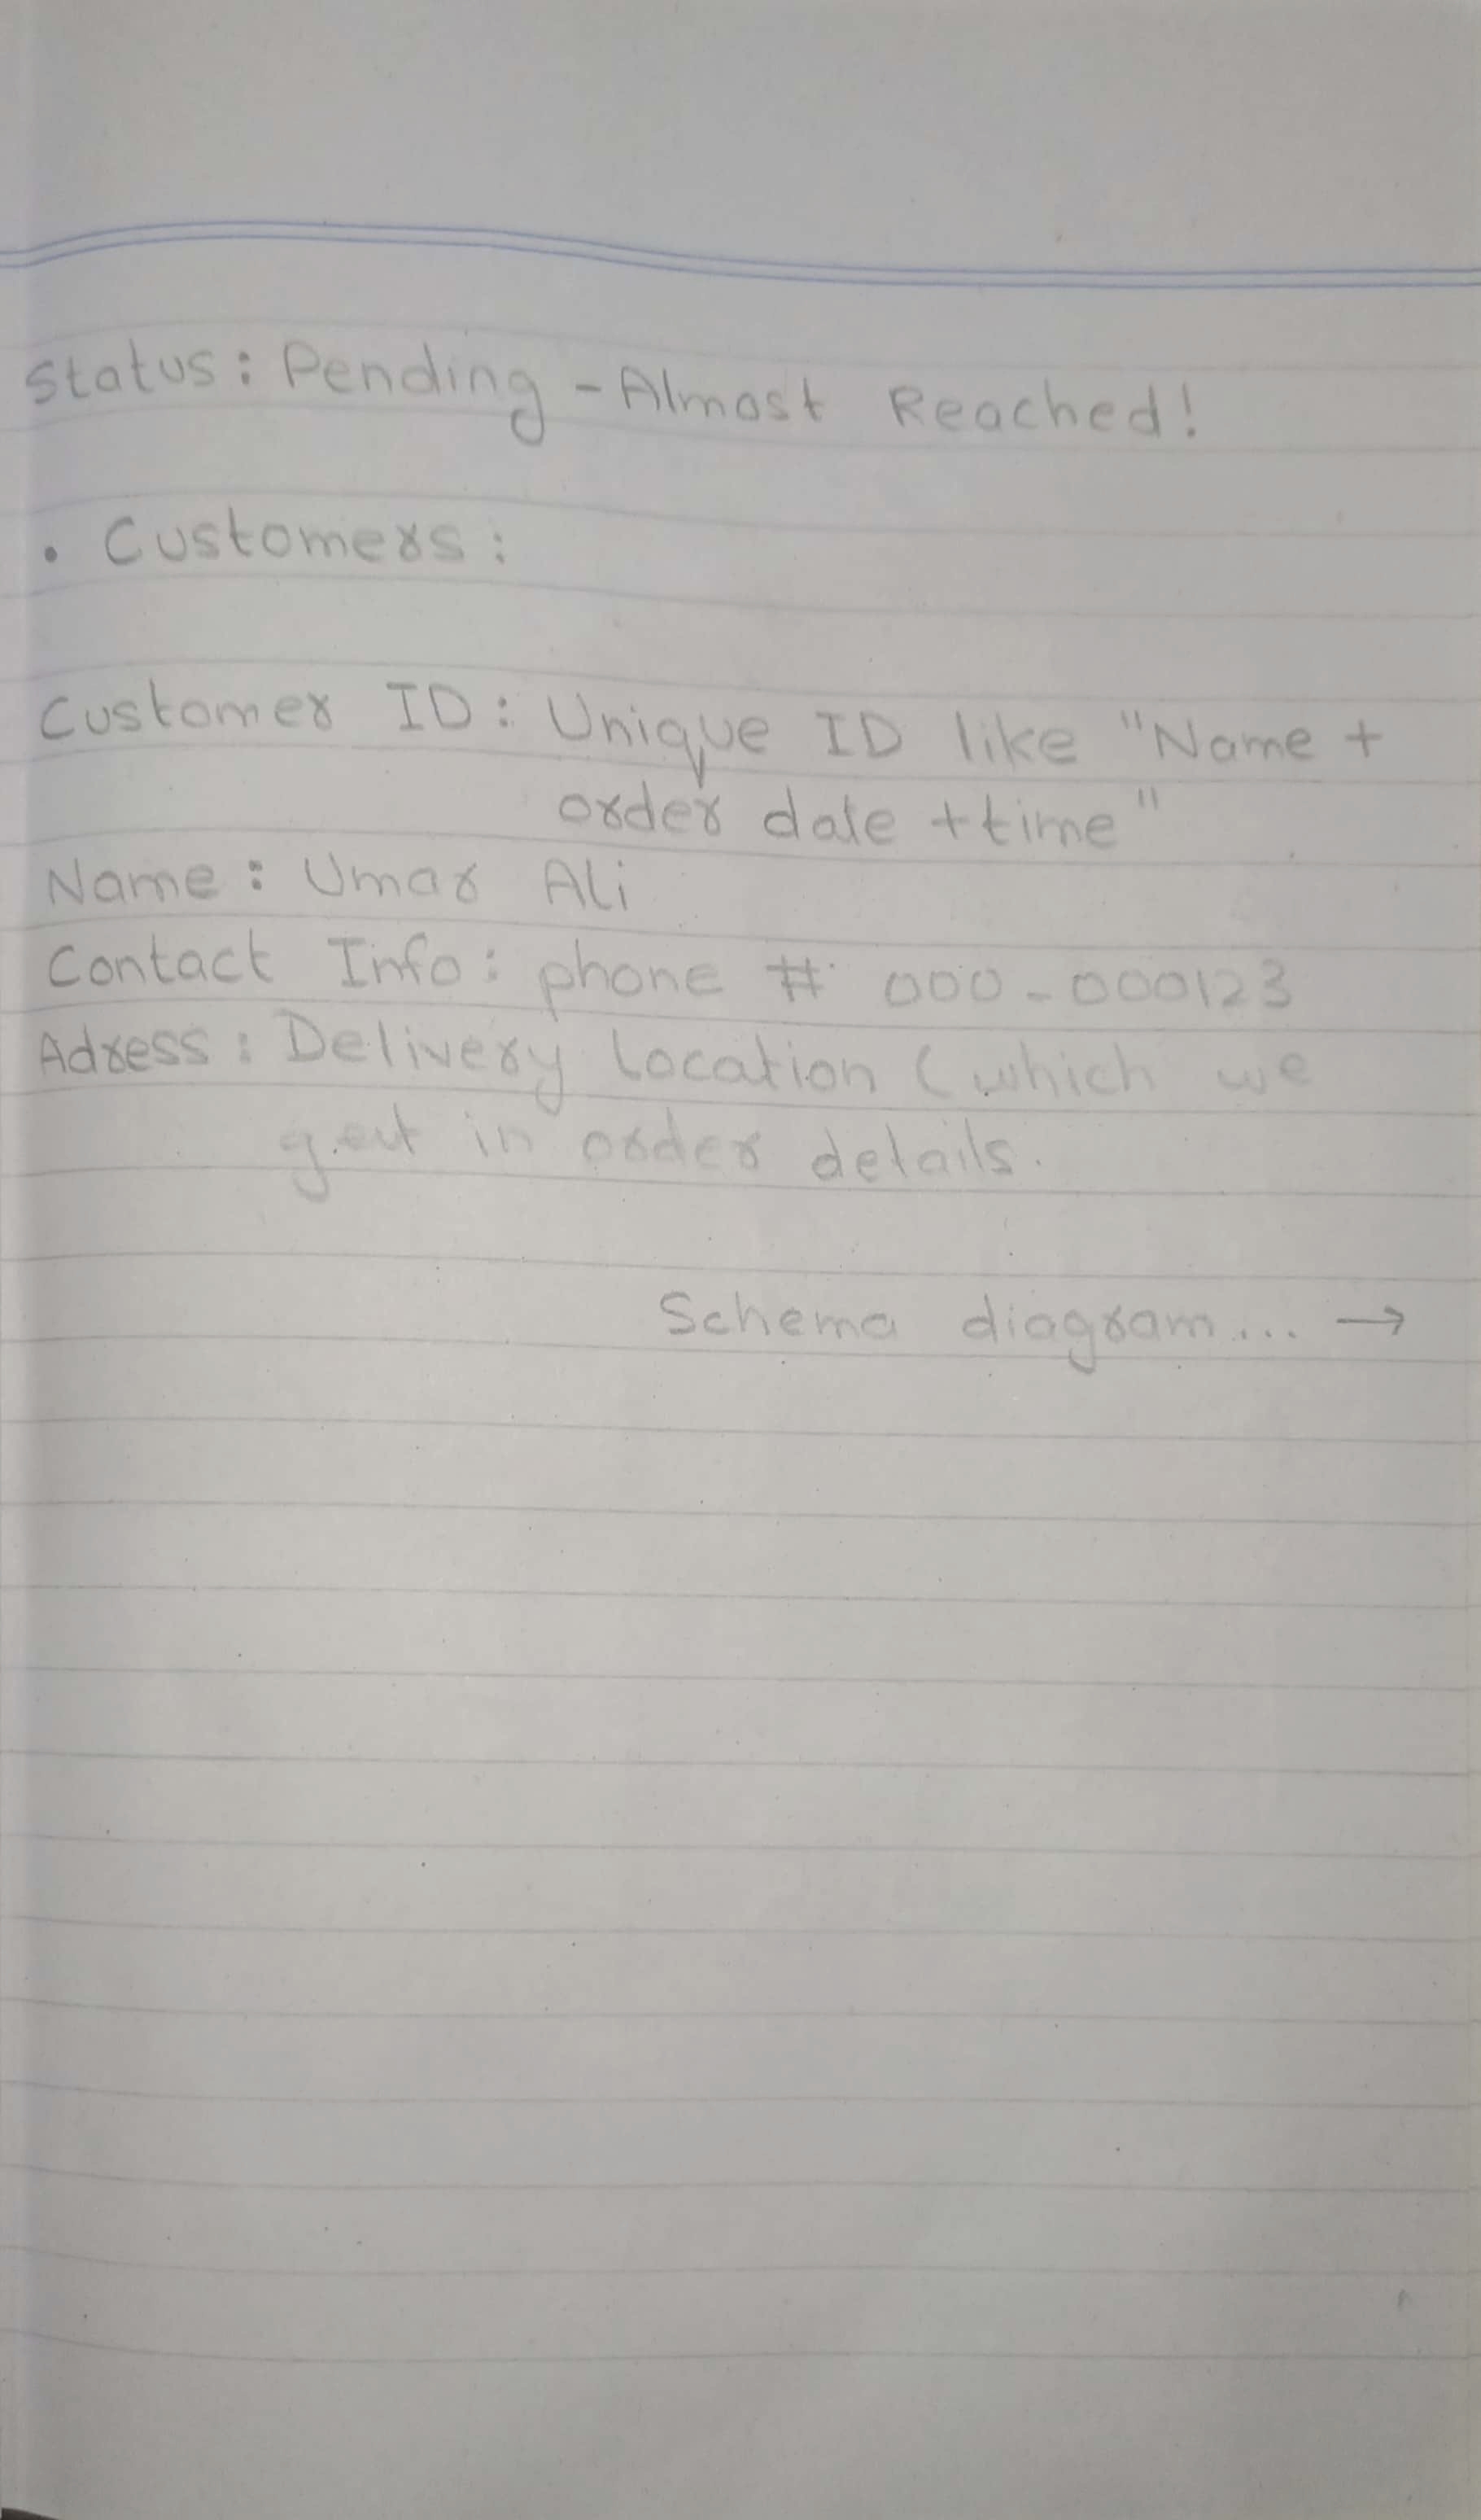 Status: Pending - Almost Reached!
• Customers:
Customer ID: Unique ID like "Name +
order date + time"
Name: Umar Ali
Contact Info: phone # 000-000123
Adress: Delivery Location (which we
get in order details.
Schema diagram... →